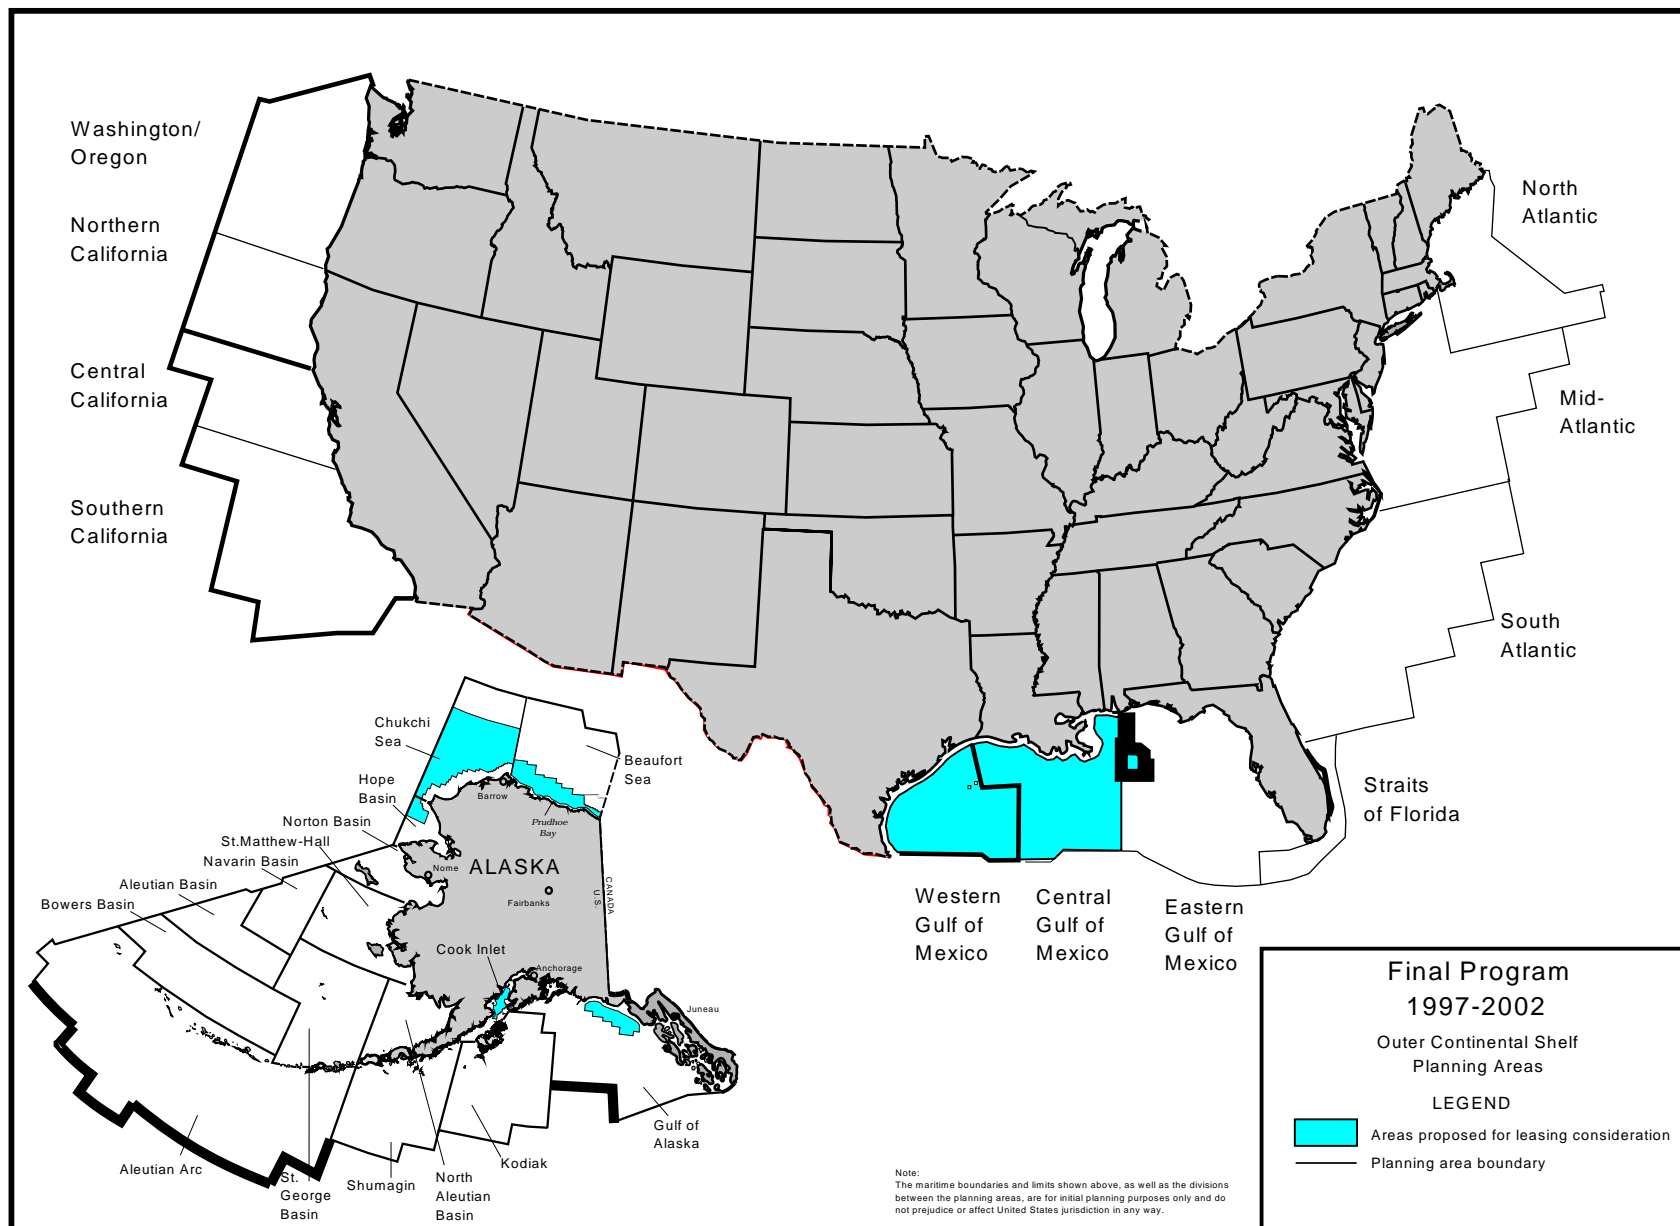 Washington/
Oregon
Northern
California
Central
California
Southern
California
North
Atlantic
Mid-
Atlantic
South
Atlantic
Straits
of Florida
Western
Gulf of
Mexico
Central
Gulf of
Mexico
Eastern
Gulf of
Mexico
Chukchi
Sea
Beaufort
Sea
Hope
Basin
Barrow
Prudhoe
Bay
Norton Basin
St.Matthew-Hall
Navarin Basin
Aleutian Basin
Bowers Basin
Nome
ALASKA
Fairbanks
U.S.
CANADA
Cook Inlet
Anchorage
Juneau
Gulf of
Alaska
Kodiak
North
Aleutian
Basin
Shumagin
St.
George
Basin
Aleutian Arc
Final Program
1997-2002
Outer Continental Shelf
Planning Areas
LEGEND
Areas proposed for leasing consideration
Planning area boundary
Note:
The maritime boundaries and limits shown above, as well as the divisions
between the planning areas, are for initial planning purposes only and do
not prejudice or affect United States jurisdiction in any way.